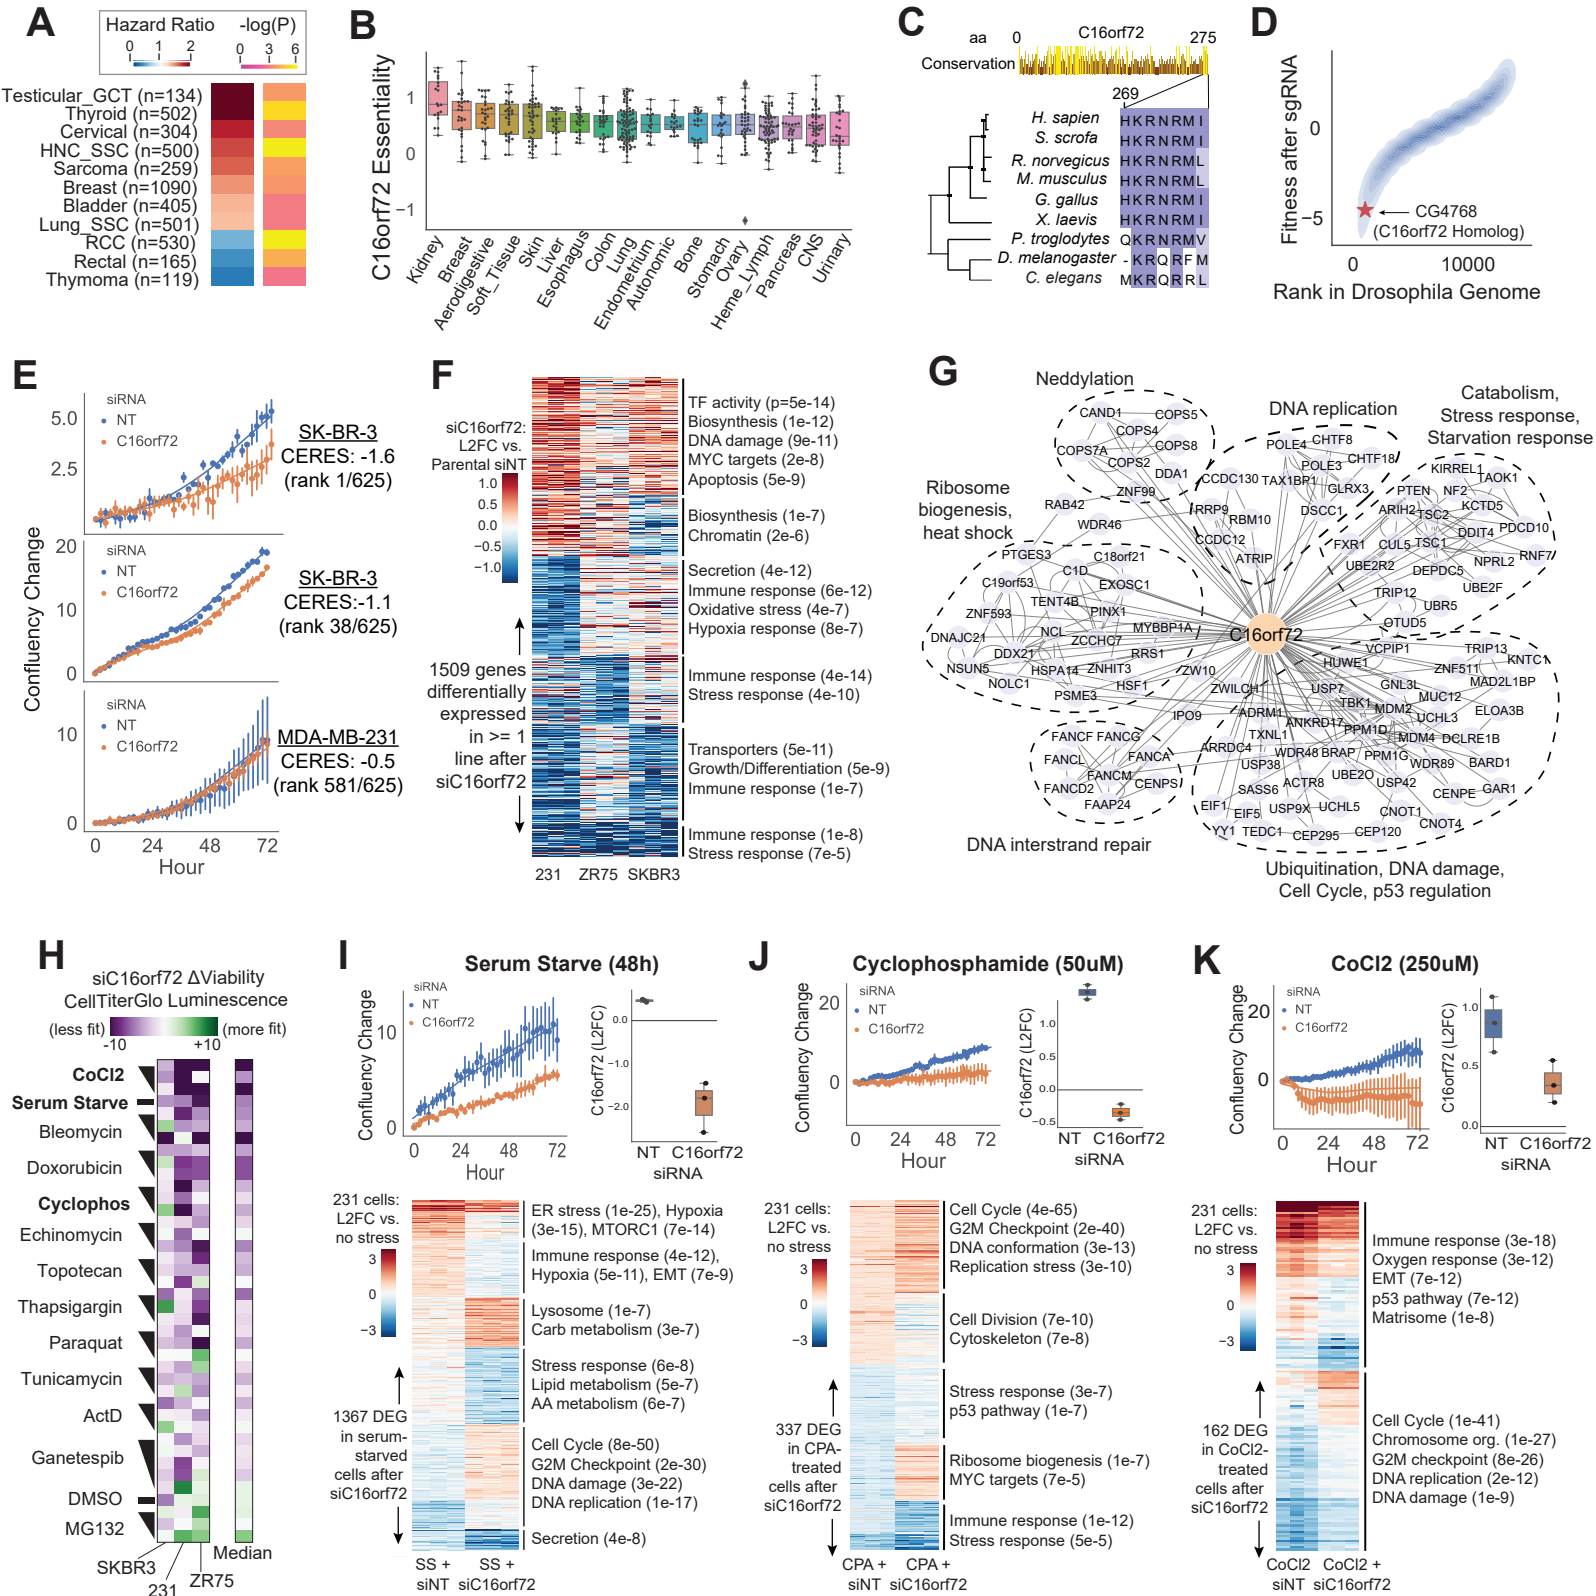 A
Hazard Ratio
-log(P)
0 1 2
0 3 6
Testicular_GCT (n=134)
Thyroid (n=502)
Cervical (n=304)
HNC_SSC (n=500)
Sarcoma (n=259)
Breast (n=1090)
Bladder (n=405)
Lung_SSC (n=501)
RCC (n=530)
Rectal (n=165)
Thymoma (n=119)
B
C16orf72 Essentiality
1
0
−1
Kidney
Breast
Aerodigestive
Soft_Tissue
Skin
Liver
Esophagus
Colon
Lung
Endometrium
Autonomic
Bone
Stomach
Ovary
Heme_Lymph
Pancreas
CNS
Urinary
C
aa 0 C16orf72 275
Conservation
269
H. sapien HKRNRMI
S. scrofa HKRNRMI
R. norvegicus HKRNRML
M. musculus HKRNRML
G. gallus HKRNRMI
X. laevis HKRNRMI
P. troglodytes QKRNRMV
D. melanogaster -KRQRFM
C. elegans MKRQRRL
D
Fitness after sgRNA
0
−5
CG4768
(C16orf72 Homolog)
0 10000
Rank in Drosophila Genome
E
Confluency Change
siRNA
NT
C16orf72
5.0
2.5
SK-BR-3
CERES: -1.6
(rank 1/625)
siRNA
NT
C16orf72
20
10
0
SK-BR-3
CERES:-1.1
(rank 38/625)
siRNA
NT
C16orf72
10
0
MDA-MB-231
CERES: -0.5
(rank 581/625)
0 24 48 72
Hour
F
siC16orf72:
L2FC vs.
Parental siNT
1.0
0.5
0.0
−0.5
−1.0
1509 genes
differentially
expressed
in >= 1
line after
siC16orf72
TF activity (p=5e-14)
Biosynthesis (1e-12)
DNA damage (9e-11)
MYC targets (2e-8)
Apoptosis (5e-9)
Biosynthesis (1e-7)
Chromatin (2e-6)
Secretion (4e-12)
Immune response (6e-12)
Oxidative stress (4e-7)
Hypoxia response (8e-7)
Immune response (4e-14)
Stress response (4e-10)
Transporters (5e-11)
Growth/Differentiation (5e-9)
Immune response (1e-7)
Immune response (1e-8)
Stress response (7e-5)
231 ZR75 SKBR3
G
Neddylation
CAND1 COPS5
COPS4
COPS7A COPS8
COPS2
DDA1
ZNF99
RAB42
WDR46
DNA replication
POLE4 CHTF8
POLE3 CHTF18
CCDC130 TAX1BP1
GLRX3
RRP9
RBM10
DSCC1
CCDC12
ATRIP
Catabolism,
Stress response,
Starvation response
KIRREL1
TAOK1
PTEN NF2
KCTD5
ARIH2 TSC2
PDCD10
DDIT4
FXR1 CUL5 TSC1
RNF7
NPRL2
UBE2R2 DEPDC5
UBE2F
TRIP12
UBR5
OTUD5
Ribosome
biogenesis,
heat shock
PTGES3 C18orf21
C1D
C19orf53 EXOSC1
TENT4B
ZNF593 PINX1
MYBBP1A
DNAJC21 NCL
ZCCHC7
DDX21 RRS1
NSUN5 HSPA14 ZNHIT3
NOLC1 HSF1
PSME3
C16orf72
ZW10
ZWILCH
IPO9
FANCF FANCG
FANCL FANCA
FANCM
FANCD2 CENPS
FAAP24
DNA interstrand repair
VCPIP1 TRIP13
HUWE1 KNTC1
ZNF511
MAD2L1BP
USP7 GNL3L
MUC12
TBK1
MDM2
ELOA3B
ADRM1 UCHL3
ANKRD17
PPM1D
TXNL1
MDM4 DCLRE1B
ARRDC4
WDR48 BRAP PPM1G
WDR89 BARD1
USP38
UBE2O
ACTR8 USP42
SASS6 CENPE GAR1
EIF1
EIF5 USP9X UCHL5
CNOT1
CNOT4
YY1 TEDC1 CEP295 CEP120
Ubiquitination, DNA damage,
Cell Cycle, p53 regulation
H
siC16orf72 ΔViability
CellTiterGlo Luminescence
(less fit) (more fit)
-10 +10
CoCl2
Serum Starve
Bleomycin
Doxorubicin
Cyclophos
Echinomycin
Topotecan
Thapsigargin
Paraquat
Tunicamycin
ActD
Ganetespib
DMSO
MG132
SKBR3
231
ZR75
Median
I
Serum Starve (48h)
Confluency Change
siRNA
NT
C16orf72
10
0
0 24 48 72
Hour
C16orf72 (L2FC)
0.0
−1.0
−2.0
NT C16orf72
siRNA
231 cells:
L2FC vs.
no stress
3
0
−3
1367 DEG
in serum-
starved
cells after
siC16orf72
ER stress (1e-25), Hypoxia
(3e-15), MTORC1 (7e-14)
Immune response (4e-12),
Hypoxia (5e-11), EMT (7e-9)
Lysosome (1e-7)
Carb metabolism (3e-7)
Stress response (6e-8)
Lipid metabolism (5e-7)
AA metabolism (6e-7)
Cell Cycle (8e-50)
G2M Checkpoint (2e-30)
DNA damage (3e-22)
DNA replication (1e-17)
Secretion (4e-8)
SS + SS +
siNT siC16orf72
J
Cyclophosphamide (50uM)
Confluency Change
siRNA
NT
C16orf72
20
0
0 24 48 72
Hour
C16orf72 (L2FC)
1.0
0.5
0.0
−0.5
NT C16orf72
siRNA
231 cells:
L2FC vs.
no stress
3
0
−3
337 DEG
in CPA-
treated
cells after
siC16orf72
Cell Cycle (4e-65)
G2M Checkpoint (2e-40)
DNA conformation (3e-13)
Replication stress (3e-10)
Cell Division (7e-10)
Cytoskeleton (7e-8)
Stress response (3e-7)
p53 pathway (1e-7)
Ribosome biogenesis (1e-7)
MYC targets (7e-5)
Immune response (1e-12)
Stress response (5e-5)
CPA + CPA +
siNT siC16orf72
K
CoCl2 (250uM)
Confluency Change
siRNA
NT
C16orf72
20
0
0 24 48 72
Hour
C16orf72 (L2FC)
1.0
0.5
0.0
NT C16orf72
siRNA
231 cells:
L2FC vs.
no stress
3
0
−3
162 DEG
in CoCl2-
treated
cells after
siC16orf72
Immune response (3e-18)
Oxygen response (3e-12)
EMT (7e-12)
p53 pathway (7e-12)
Matrisome (1e-8)
Cell Cycle (1e-41)
Chromosome org. (1e-27)
G2M checkpoint (8e-26)
DNA replication (2e-12)
DNA damage (1e-9)
CoCl2 CoCl2 +
siNT siC16orf72